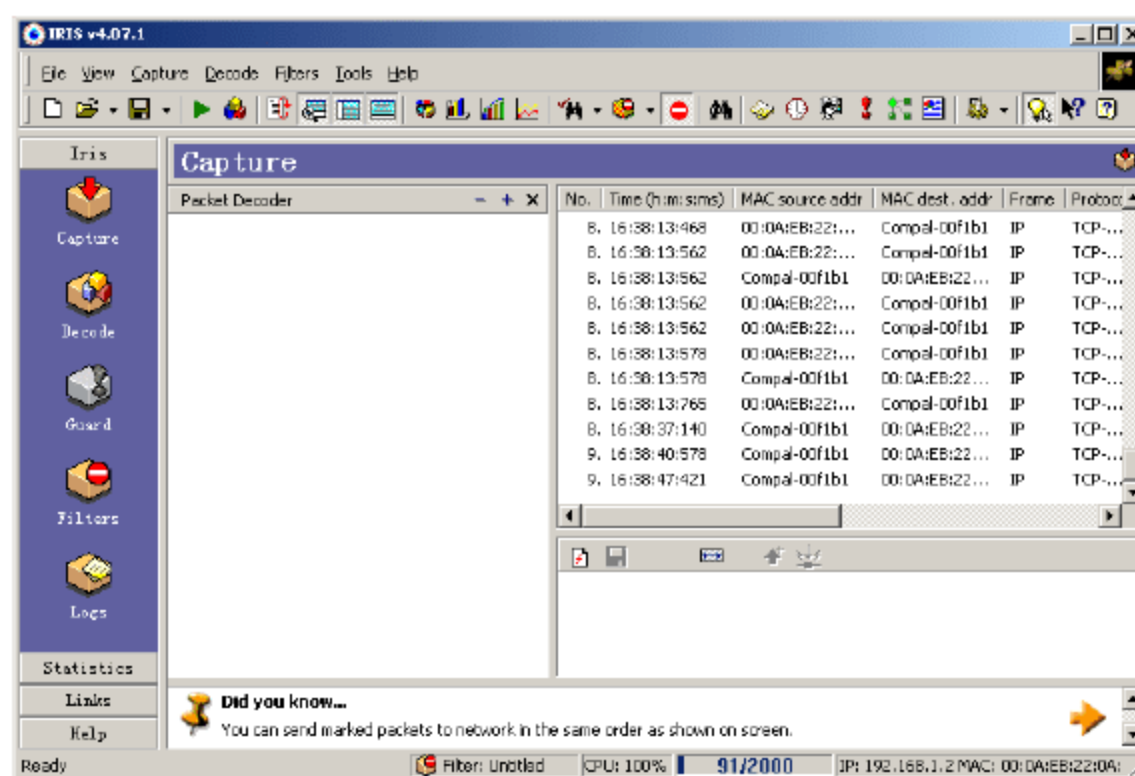 IRIS v4.07.1
File View Capture Decode Filters Tools Help
Iris
Capture
Decode
Guard
Filters
Logs
Statistics
Links
Help
Capture
Packet Decoder
No. Time (h:m:s:ms) MAC source addr MAC dest. addr Frame Protoco
8. 16:38:13:468 00:0A:EB:22:... Compal-00f1b1 IP TCP-...
8. 16:38:13:562 00:0A:EB:22:... Compal-00f1b1 IP TCP-...
8. 16:38:13:562 Compal-00f1b1 00:0A:EB:22... IP TCP-...
8. 16:38:13:562 00:0A:EB:22:... Compal-00f1b1 IP TCP-...
8. 16:38:13:562 00:0A:EB:22:... Compal-00f1b1 IP TCP-...
8. 16:38:13:578 00:0A:EB:22:... Compal-00f1b1 IP TCP-...
8. 16:38:13:578 Compal-00f1b1 00:0A:EB:22... IP TCP-...
8. 16:38:13:765 00:0A:EB:22:... Compal-00f1b1 IP TCP-...
8. 16:38:37:140 Compal-00f1b1 00:0A:EB:22... IP TCP-...
9. 16:38:40:578 Compal-00f1b1 00:0A:EB:22... IP TCP-...
9. 16:38:47:421 Compal-00f1b1 00:0A:EB:22... IP TCP-...
Did you know...
You can send marked packets to network in the same order as shown on screen.
Ready Filter: Untitled CPU: 100% 91/2000 IP: 192.168.1.2 MAC: 00:0A:EB:22:0A: